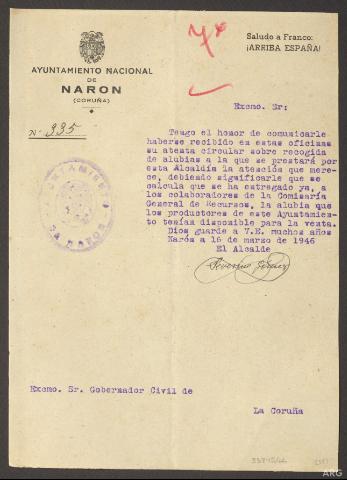 Saludo a Franco:
¡ARRIBA ESPAÑA!
AYUNTAMIENTO NACIONAL
DE
NARON
(CORUÑA)
Nº 335
Excmo. Sr:
Tengo el honor de comunicarle
haberse recibido en estas oficinas
su atenta circular sobre recogida
de alubias a la que se prestará por
esta Alcaldía la atención que mere-
ce, debiendo significarle que se
calcula que se ha entregado ya, a
los colaboradores de la Comisaría
General de Recursos, la alubia que
los productores de este Ayuntamien-
to tenían disponible para la venta.
Dios guarde a V.E. muchos años
Narón a 16 de marzo de 1946
El Alcalde
AYUNTAMIENTO
DE NARON
Excmo. Sr. Gobernador Civil de
La Coruña
ARG